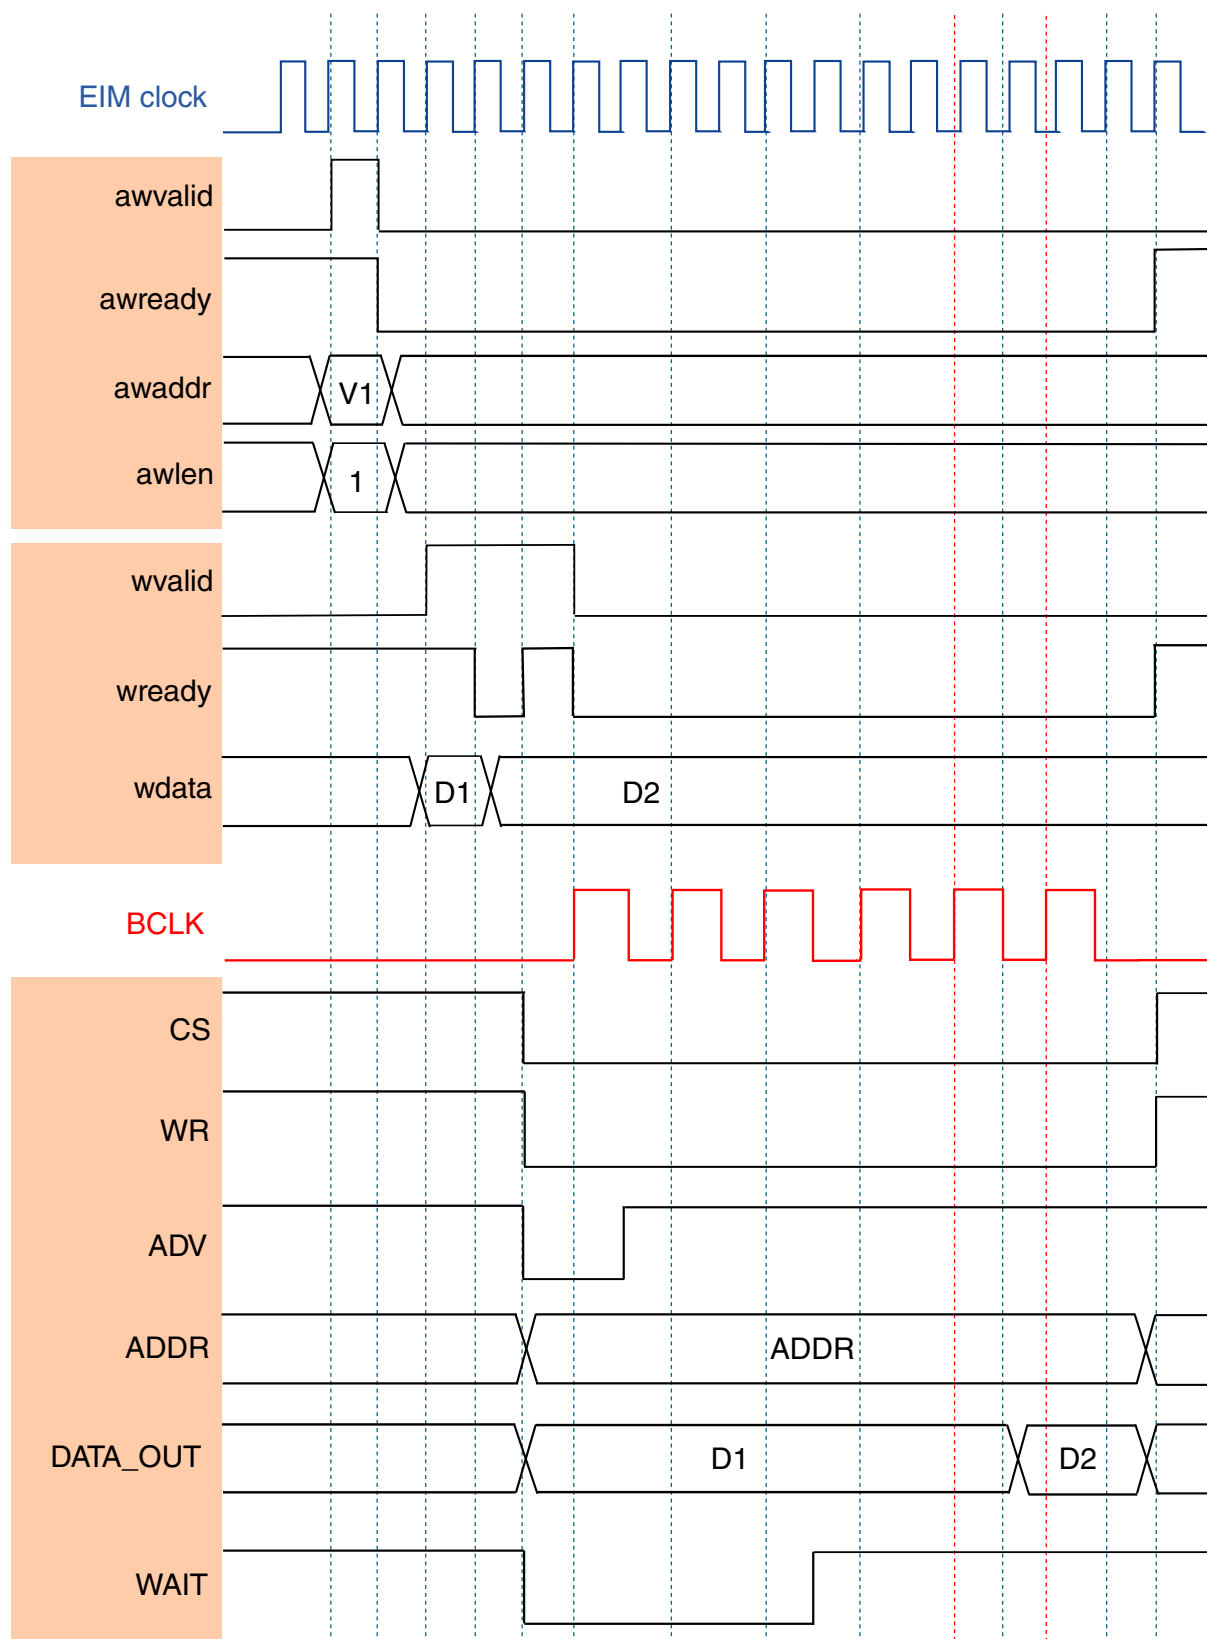 EIM clock
awvalid
awready
awaddr V1
awlen 1
wvalid
wready
wdata D1 D2
BCLK
CS
WR
ADV
ADDR ADDR
DATA_OUT D1 D2
WAIT